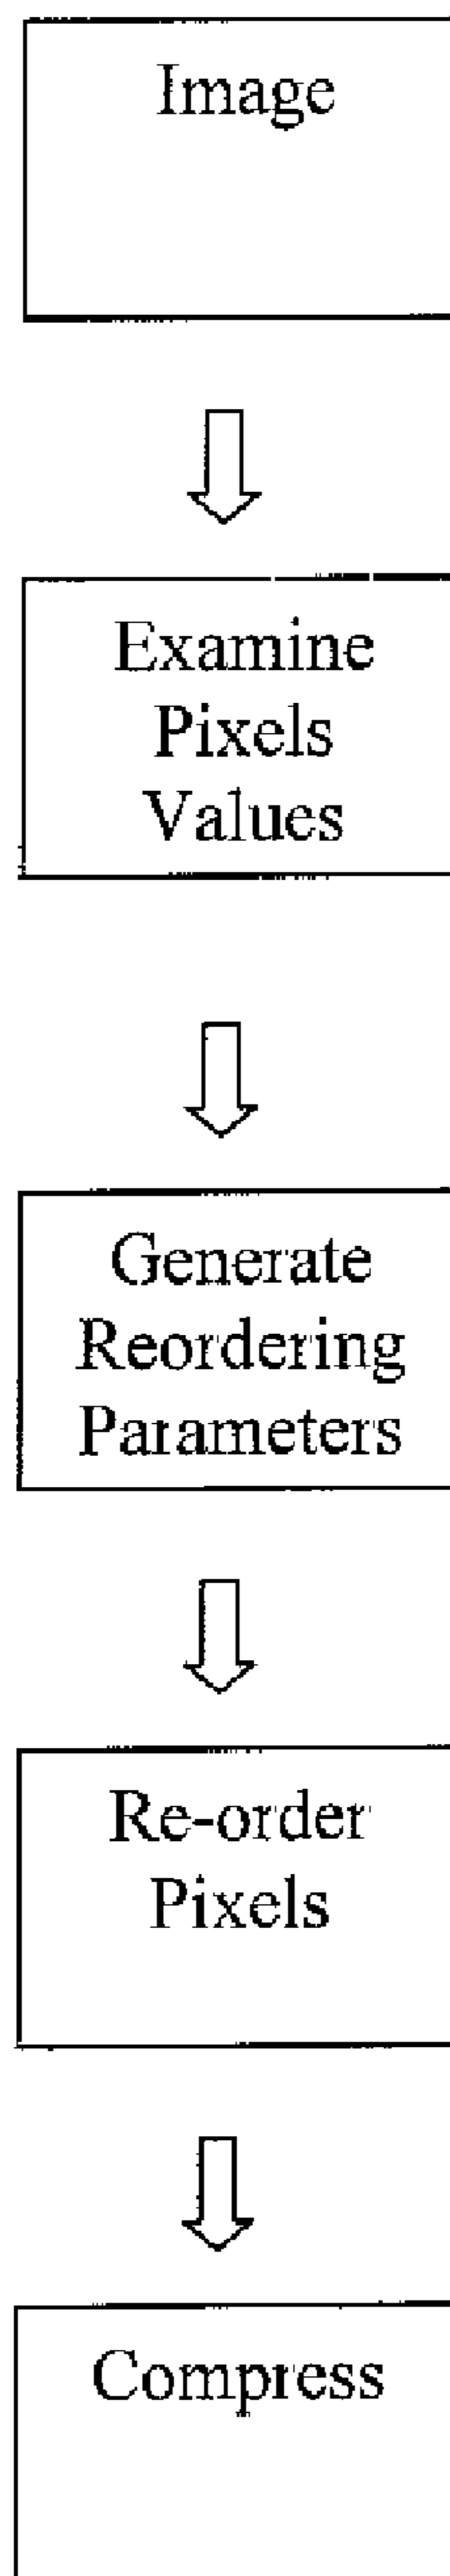 Image
Examine
Pixels
Values
Generate
Reordering
Parameters
Re-order
Pixels
Compress